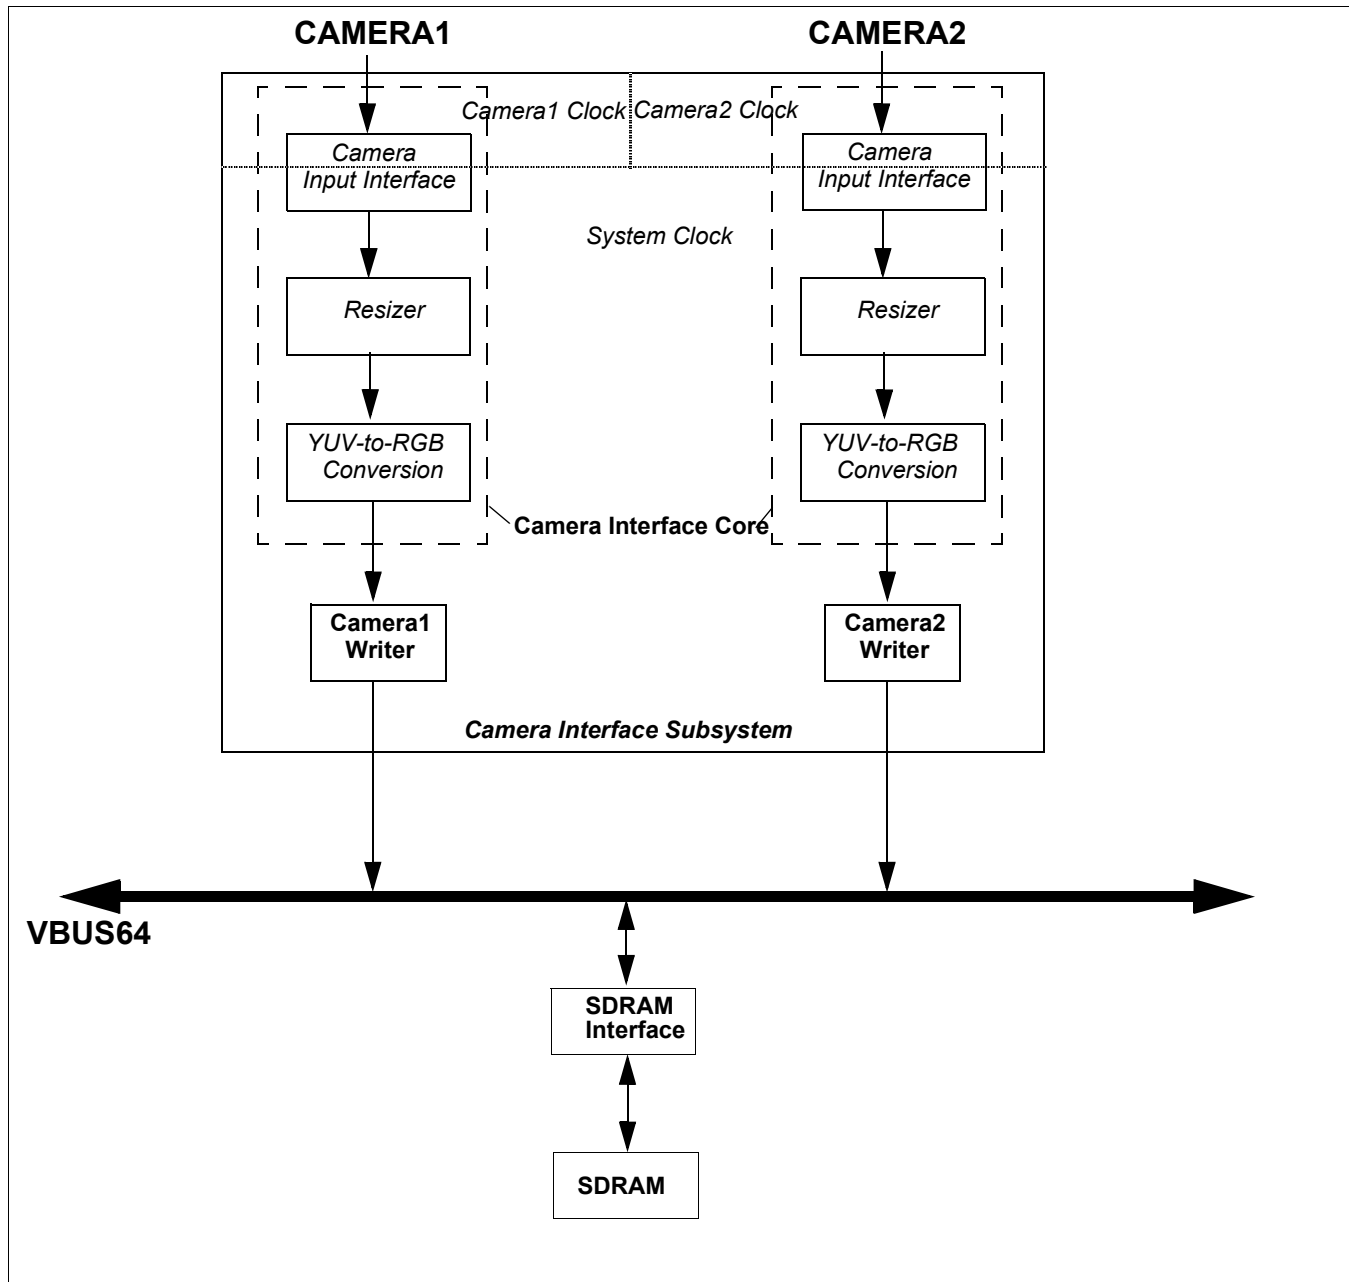 CAMERA1
CAMERA2
Camera1 Clock
Camera2 Clock
Camera
Input Interface
Camera
Input Interface
System Clock
Resizer
Resizer
YUV-to-RGB
Conversion
YUV-to-RGB
Conversion
Camera Interface Core
Camera1
Writer
Camera2
Writer
Camera Interface Subsystem
VBUS64
SDRAM
Interface
SDRAM